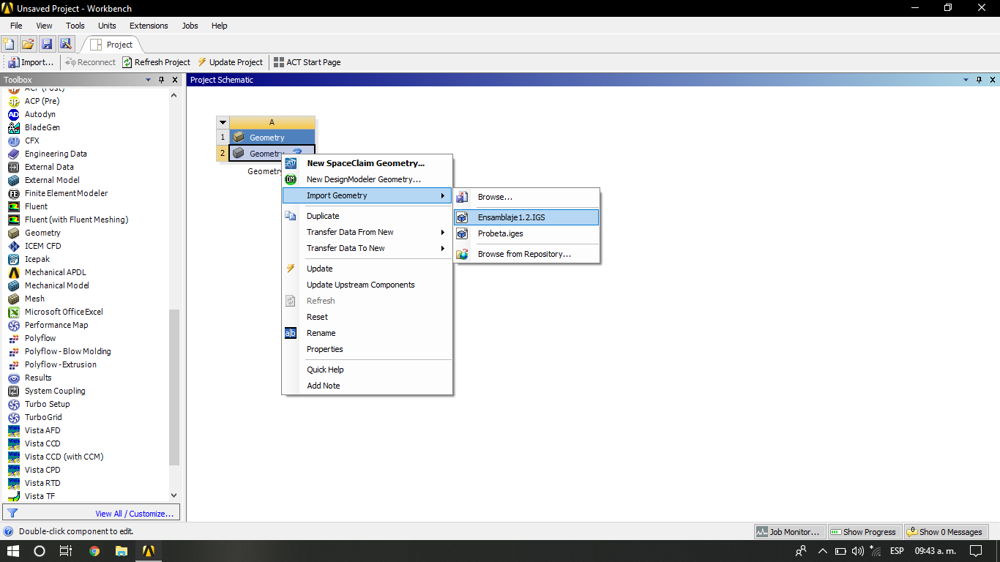 Unsaved Project - Workbench
File View Tools Units Extensions Jobs Help
Project
Import... Reconnect Refresh Project Update Project ACT Start Page
Toolbox
Project Schematic
ACP (Post)
ACP (Pre)
Autodyn
BladeGen
CFX
Engineering Data
External Data
External Model
Finite Element Modeler
Fluent
Fluent (with Fluent Meshing)
Geometry
ICEM CFD
Icepak
Mechanical APDL
Mechanical Model
Mesh
Microsoft Office Excel
Performance Map
Polyflow
Polyflow - Blow Molding
Polyflow - Extrusion
Results
System Coupling
Turbo Setup
TurboGrid
Vista AFD
Vista CCD
Vista CCD (with CCM)
Vista CPD
Vista RTD
Vista TF
View All / Customize...
A
1 Geometry
2 Geometry
Geometry
New SpaceClaim Geometry...
DM New DesignModeler Geometry...
Import Geometry
Duplicate
Transfer Data From New
Transfer Data To New
Update
Update Upstream Components
Refresh
Reset
a|b Rename
Properties
Quick Help
Add Note
Browse...
Ensamblaje1.2.IGS
Probeta.iges
Browse from Repository...
Double-click component to edit.
Job Monitor... Show Progress Show 0 Messages
ESP 09:43 a. m.